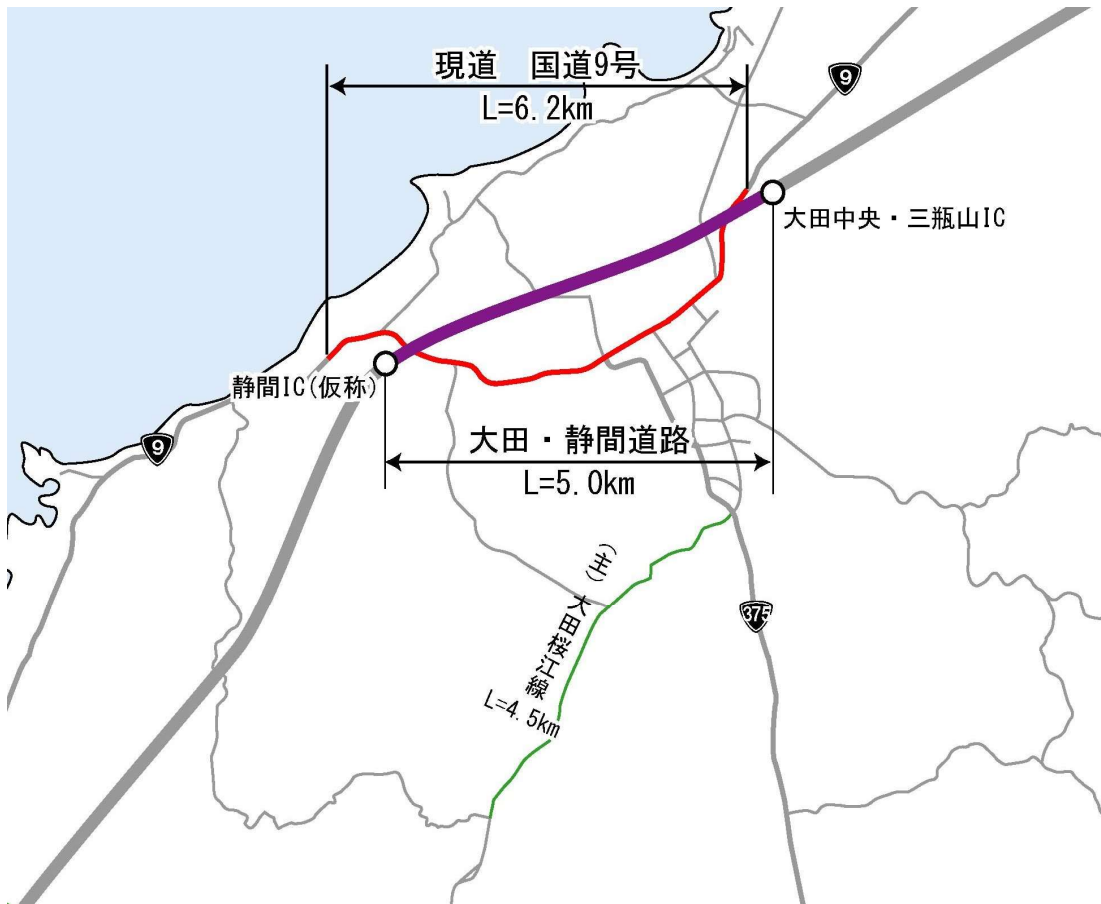 現道　国道9号
L=6.2km
9
大田中央・三瓶山IC
静間IC(仮称)
9
大田・静間道路
L=5.0km
(主)大田桜江線
L=4.5km
375